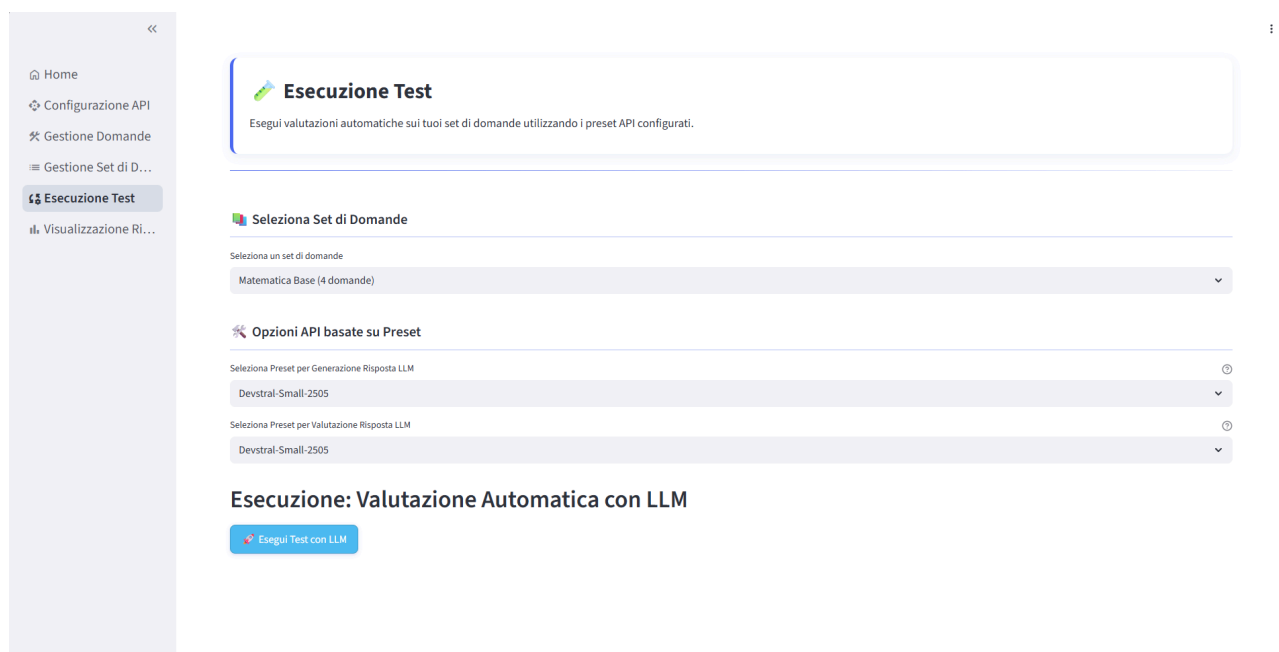 Home
Configurazione API
Gestione Domande
Gestione Set di D...
Esecuzione Test
Visualizzazione Ri...
Esecuzione Test
Esegui valutazioni automatiche sui tuoi set di domande utilizzando i preset API configurati.
Seleziona Set di Domande
Seleziona un set di domande
Matematica Base (4 domande)
Opzioni API basate su Preset
Seleziona Preset per Generazione Risposta LLM
Devstral-Small-2505
Seleziona Preset per Valutazione Risposta LLM
Devstral-Small-2505
Esecuzione: Valutazione Automatica con LLM
Esegui Test con LLM